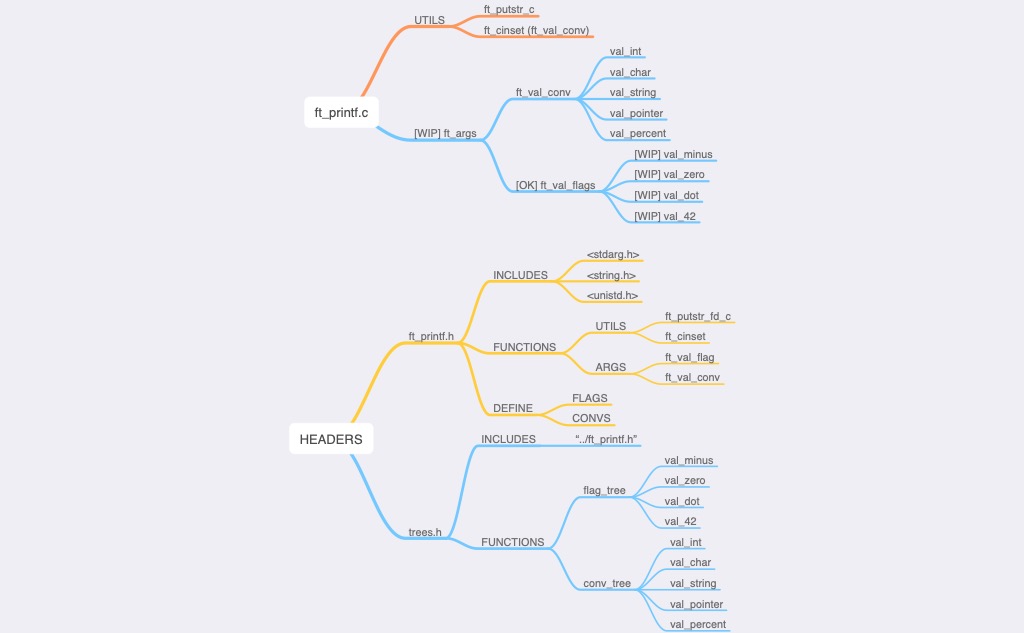 ft_putstr_c
UTILS
ft_cinset (ft_val_conv)
val_int
val_char
ft_val_conv
val_string
ft_printf.c
val_pointer
[WIP] ft_args
val_percent
[WIP] val_minus
[WIP] val_zero
[OK] ft_val_flags
[WIP] val_dot
[WIP] val_42
<stdarg.h>
INCLUDES
<string.h>
<unistd.h>
ft_putstr_fd_c
UTILS
ft_printf.h
ft_cinset
FUNCTIONS
ft_val_flag
ARGS
ft_val_conv
FLAGS
DEFINE
CONVS
HEADERS
INCLUDES
“../ft_printf.h”
val_minus
val_zero
flag_tree
val_dot
val_42
trees.h
FUNCTIONS
val_int
val_char
conv_tree
val_string
val_pointer
val_percent